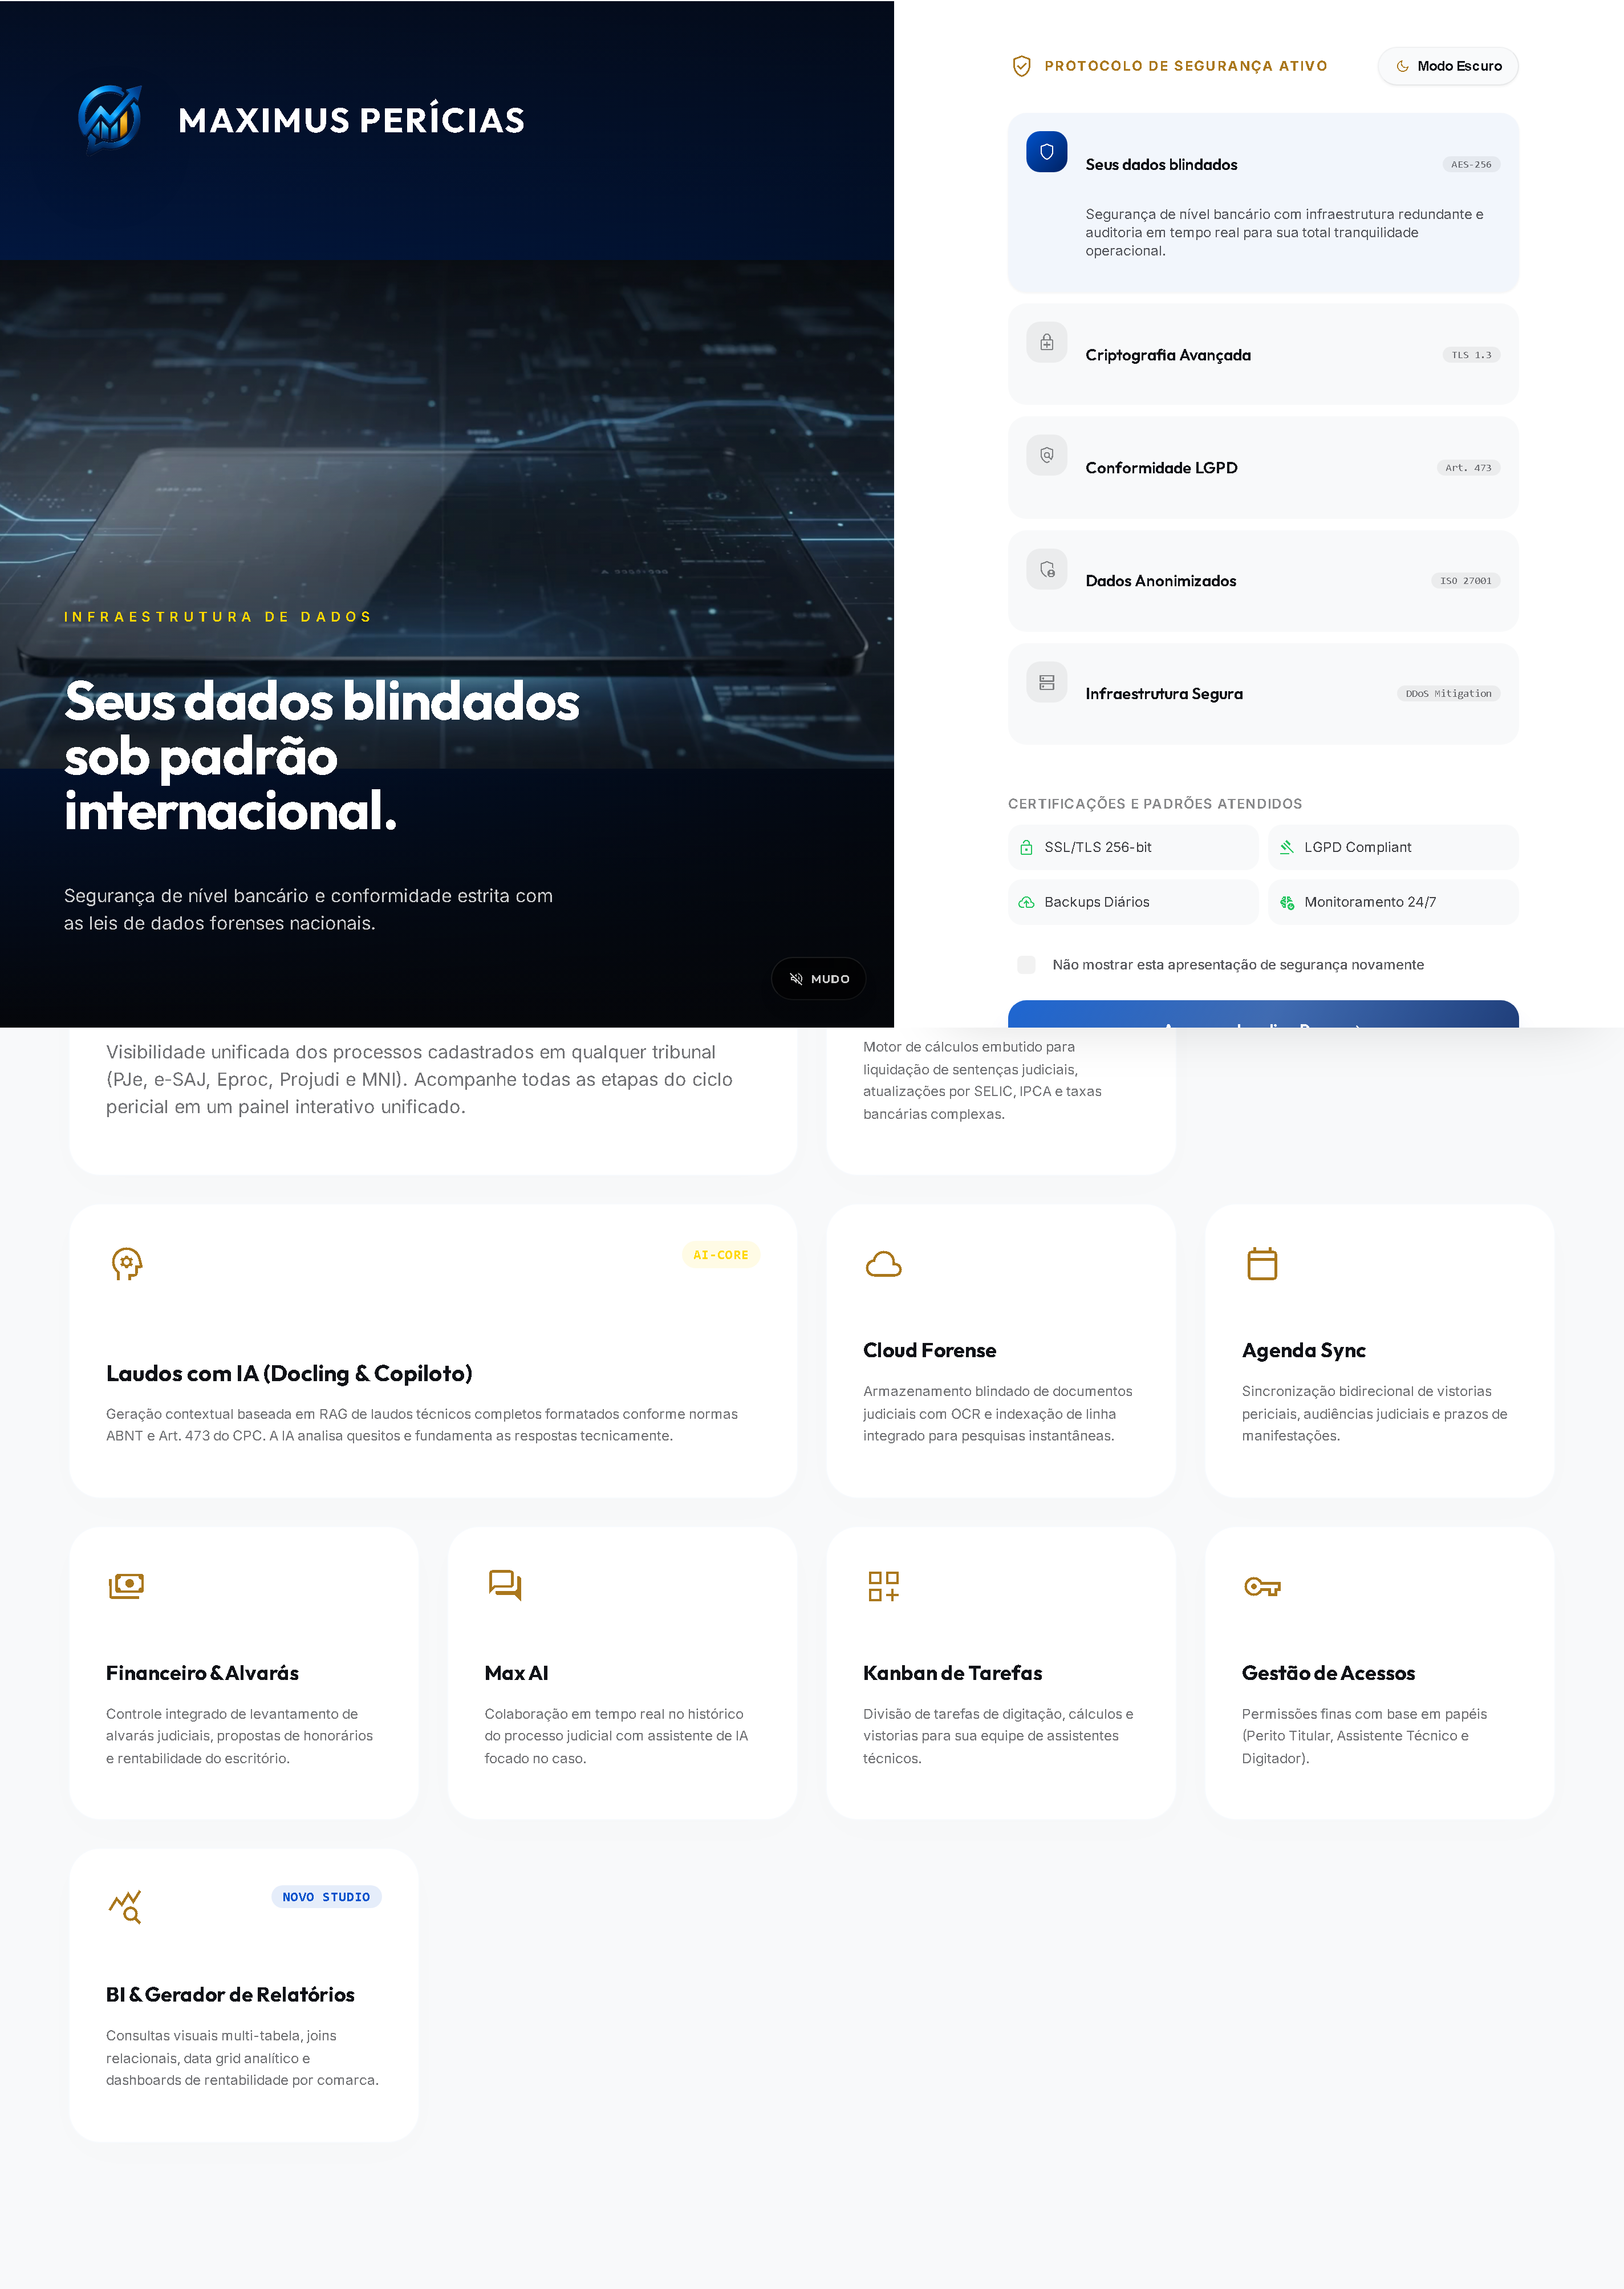 MAXIMUS PERÍCIAS
INFRAESTRUTURA DE DADOS
Seus dados blindados
sob padrão
internacional.
Segurança de nível bancário e conformidade estrita com
as leis de dados forenses nacionais.
MUDO
PROTOCOLO DE SEGURANÇA ATIVO
Modo Escuro
Seus dados blindados
AES-256
Segurança de nível bancário com infraestrutura redundante e
auditoria em tempo real para sua total tranquilidade
operacional.
Criptografia Avançada
TLS 1.3
Conformidade LGPD
Art. 473
Dados Anonimizados
ISO 27001
Infraestrutura Segura
DDoS Mitigation
CERTIFICAÇÕES E PADRÕES ATENDIDOS
SSL/TLS 256-bit
LGPD Compliant
Backups Diários
Monitoramento 24/7
Não mostrar esta apresentação de segurança novamente
Visibilidade unificada dos processos cadastrados em qualquer tribunal
(PJe, e-SAJ, Eproc, Projudi e MNI). Acompanhe todas as etapas do ciclo
pericial em um painel interativo unificado.
Motor de cálculos embutido para
liquidação de sentenças judiciais,
atualizações por SELIC, IPCA e taxas
bancárias complexas.
AI-CORE
Laudos com IA (Docling & Copiloto)
Geração contextual baseada em RAG de laudos técnicos completos formatados conforme normas
ABNT e Art. 473 do CPC. A IA analisa quesitos e fundamenta as respostas tecnicamente.
Cloud Forense
Armazenamento blindado de documentos
judiciais com OCR e indexação de linha
integrado para pesquisas instantâneas.
Agenda Sync
Sincronização bidirecional de vistorias
periciais, audiências judiciais e prazos de
manifestações.
Financeiro & Alvarás
Controle integrado de levantamento de
alvarás judiciais, propostas de honorários
e rentabilidade do escritório.
Max AI
Colaboração em tempo real no histórico
do processo judicial com assistente de IA
focado no caso.
Kanban de Tarefas
Divisão de tarefas de digitação, cálculos e
vistorias para sua equipe de assistentes
técnicos.
Gestão de Acessos
Permissões finas com base em papéis
(Perito Titular, Assistente Técnico e
Digitador).
NOVO STUDIO
BI & Gerador de Relatórios
Consultas visuais multi-tabela, joins
relacionais, data grid analítico e
dashboards de rentabilidade por comarca.